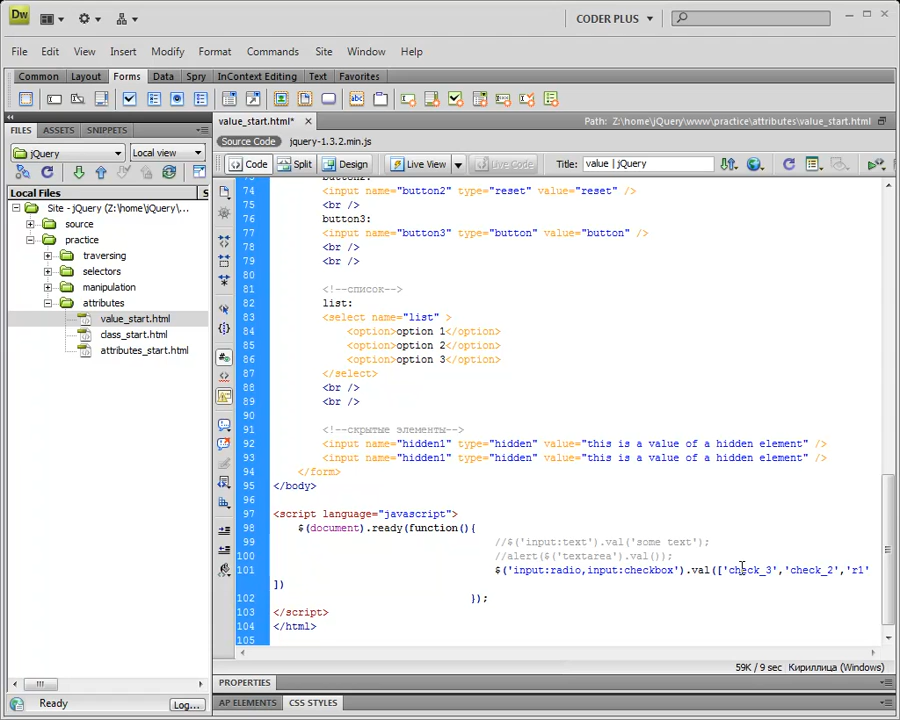 Dw
CODER PLUS
File Edit View Insert Modify Format Commands Site Window Help
Common Layout Forms Data Spry InContext Editing Text Favorites
FILES ASSETS SNIPPETS
value_start.html*
Path: Z:\home\jQuery\www\practice\attributes\value_start.html
Source Code jquery-1.3.2.min.js
jQuery Local view
Code Split Design Live View Live Code Title: value | jQuery
Local Files S
Site - jQuery (Z:\home\jQuery\...
source
practice
traversing
selectors
manipulation
attributes
value_start.html
class_start.html
attributes_start.html
button2:
74 <input name="button2" type="reset" value="reset" />
75 <br />
76 button3:
77 <input name="button3" type="button" value="button" />
78 <br />
79 <br />
80
81 <!--список-->
82 list:
83 <select name="list" >
84 <option>option 1</option>
85 <option>option 2</option>
86 <option>option 3</option>
87 </select>
88 <br />
89 <br />
90
91 <!--скрытые элементы-->
92 <input name="hidden1" type="hidden" value="this is a value of a hidden element" />
93 <input name="hidden1" type="hidden" value="this is a value of a hidden element" />
94 </form>
95 </body>
96
97 <script language="javascript">
98 $(document).ready(function(){
99 //$('input:text').val('some text');
100 //alert($('textarea').val());
101 $('input:radio,input:checkbox').val(['check_3','check_2','r1'
])
102 });
103 </script>
104 </html>
105
59K / 9 sec Кириллица (Windows)
PROPERTIES
Ready Log...
AP ELEMENTS CSS STYLES